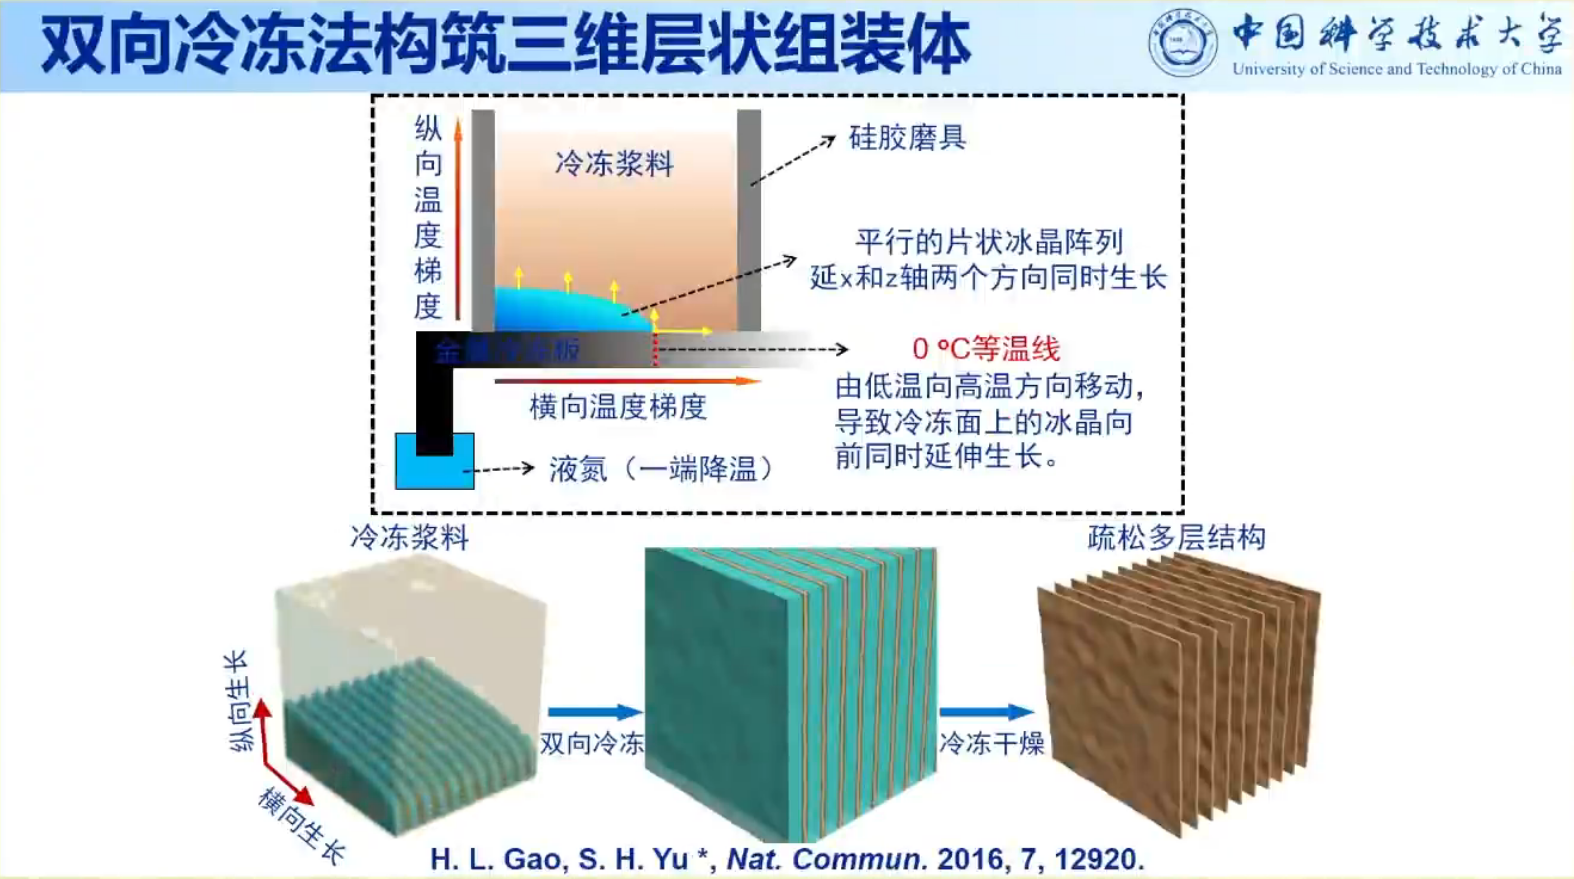 双向冷冻法构筑三维层状组装体
中国科学技术大学
University of Science and Technology of China
纵向温度梯度
冷冻浆料
硅胶磨具
平行的片状冰晶阵列
延x和z轴两个方向同时生长
金属冷冻板
0 ºC等温线
由低温向高温方向移动，
导致冷冻面上的冰晶向
前同时延伸生长。
横向温度梯度
液氮（一端降温）
冷冻浆料
疏松多层结构
纵向生长
横向生长
双向冷冻
冷冻干燥
H. L. Gao, S. H. Yu *, Nat. Commun. 2016, 7, 12920.